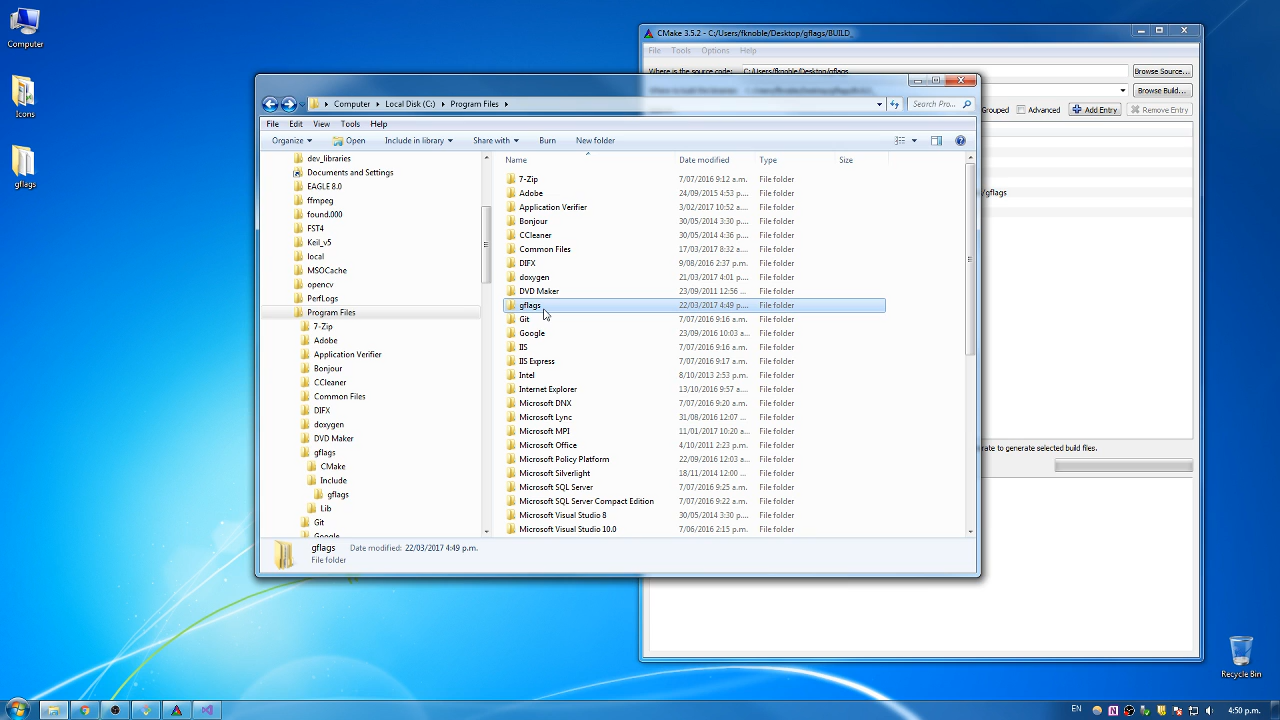 Computer
Icons
gflags
CMake 3.5.2 - C:/Users/fknoble/Desktop/gflags/BUILD_
File Tools Options Help
Where is the source code: C:/Users/fknoble/Desktop/gflags
Browse Source...
Browse Build...
Grouped Advanced Add Entry Remove Entry
/gflags
rate to generate selected build files.
Computer Local Disk (C:) Program Files
Search Pro...
File Edit View Tools Help
Organize Open Include in library Share with Burn New folder
dev_libraries
Documents and Settings
EAGLE 8.0
ffmpeg
found.000
FST4
Keil_v5
local
MSOCache
opencv
PerfLogs
Program Files
7-Zip
Adobe
Application Verifier
Bonjour
CCleaner
Common Files
DIFX
doxygen
DVD Maker
gflags
CMake
Include
gflags
Lib
Git
Google
Name Date modified Type Size
7-Zip 7/07/2016 9:12 a.m. File folder
Adobe 24/09/2015 4:53 p.... File folder
Application Verifier 3/02/2017 10:52 a.... File folder
Bonjour 30/05/2014 3:30 p.... File folder
CCleaner 30/05/2014 4:36 p.... File folder
Common Files 17/03/2017 8:32 a.... File folder
DIFX 9/08/2016 2:37 p.m. File folder
doxygen 21/03/2017 4:01 p.... File folder
DVD Maker 23/09/2011 12:56 ... File folder
gflags 22/03/2017 4:49 p.... File folder
Git 7/07/2016 9:16 a.m. File folder
Google 23/09/2016 10:03 a... File folder
IIS 7/07/2016 9:16 a.m. File folder
IIS Express 7/07/2016 9:17 a.m. File folder
Intel 8/10/2013 2:53 p.m. File folder
Internet Explorer 13/10/2016 9:57 a... File folder
Microsoft DNX 7/07/2016 9:20 a.m. File folder
Microsoft Lync 31/08/2016 12:07 ... File folder
Microsoft MPI 11/01/2017 10:20 a... File folder
Microsoft Office 4/10/2011 2:23 p.m. File folder
Microsoft Policy Platform 22/09/2016 12:03 a... File folder
Microsoft Silverlight 18/11/2014 12:00 ... File folder
Microsoft SQL Server 7/07/2016 9:25 a.m. File folder
Microsoft SQL Server Compact Edition 7/07/2016 9:22 a.m. File folder
Microsoft Visual Studio 8 30/05/2014 3:30 p.... File folder
Microsoft Visual Studio 10.0 7/06/2016 2:15 p.m. File folder
gflags Date modified: 22/03/2017 4:49 p.m.
File folder
Recycle Bin
EN 4:50 p.m.